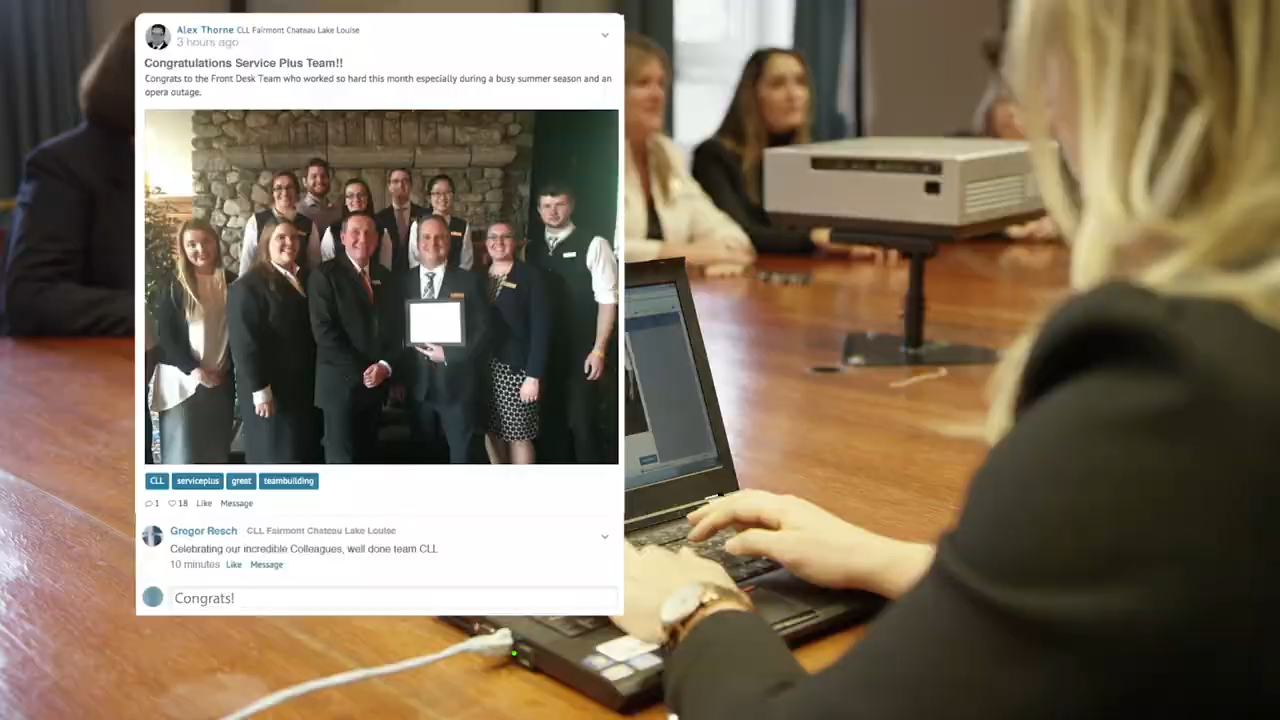 Alex Thorne CLL Fairmont Chateau Lake Louise
3 hours ago
Congratulations Service Plus Team!!
Congrats to the Front Desk Team who worked so hard this month especially during a busy summer season and an
opera outage.
CLL serviceplus great teambuilding
1 18 Like Message
Gregor Resch CLL Fairmont Chateau Lake Louise
Celebrating our incredible Colleagues, well done team CLL
10 minutes Like Message
Congrats!